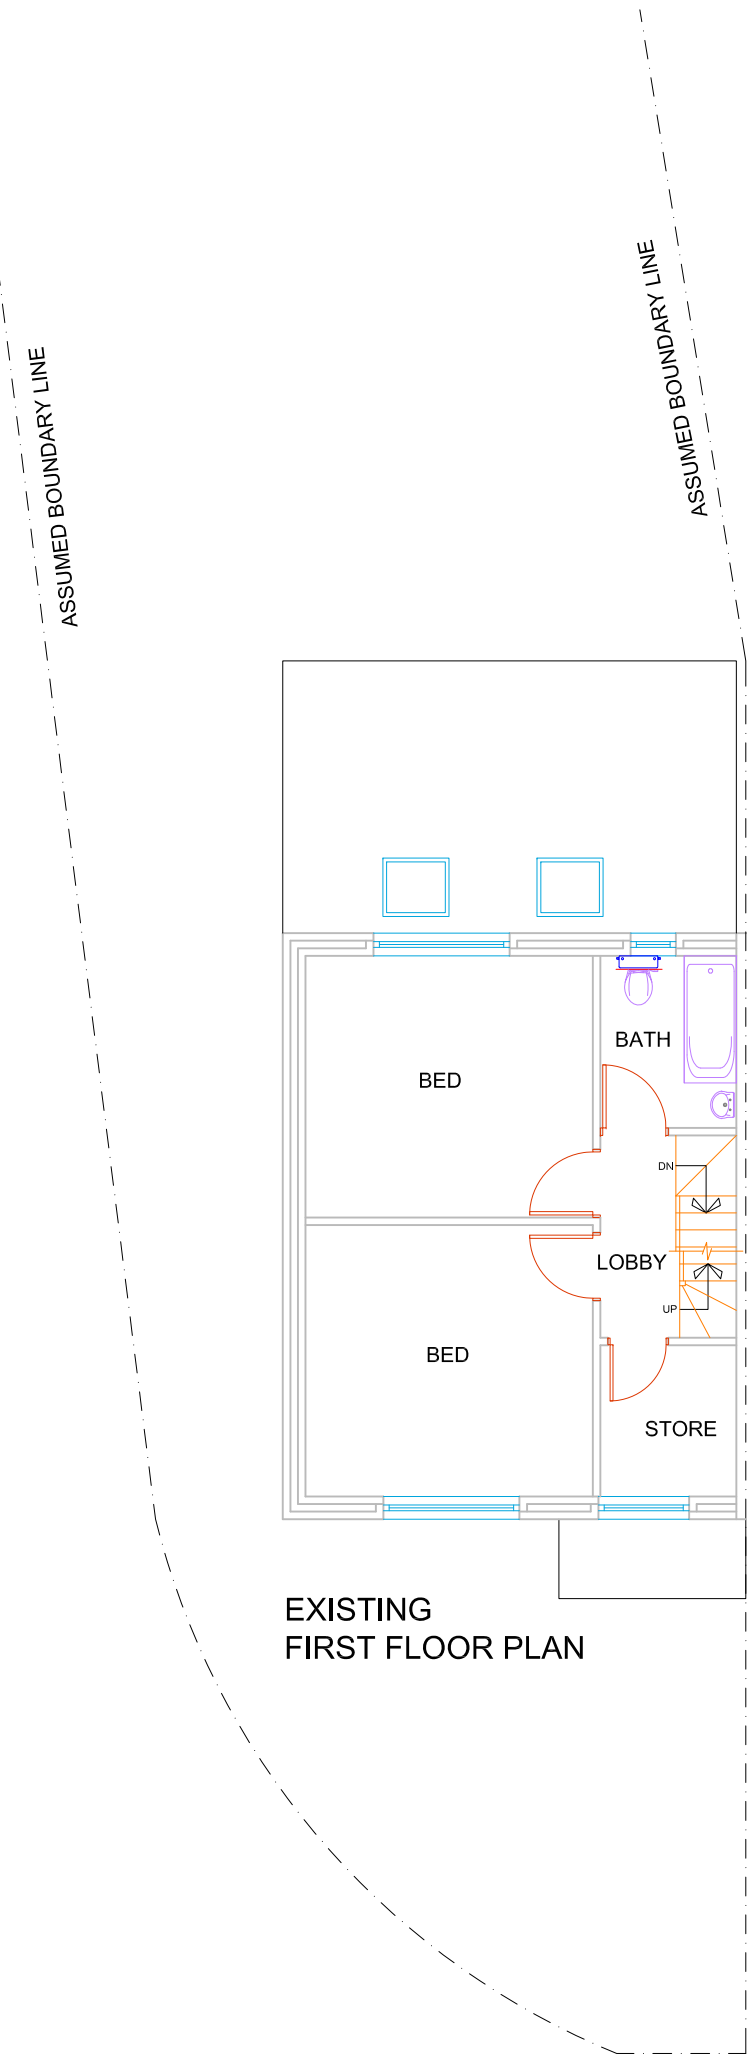 ASSUMED BOUNDARY LINE
ASSUMED BOUNDARY LINE
BATH
BED
DN
LOBBY
UP
BED
STORE
EXISTING
FIRST FLOOR PLAN